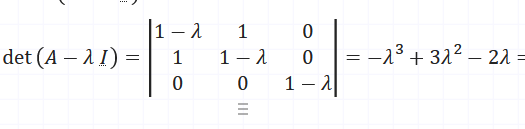 det (A − λ I) = |1 − λ 1 0|
|1 1 − λ 0| = −λ³ + 3λ² − 2λ =
|0 0 1 − λ|